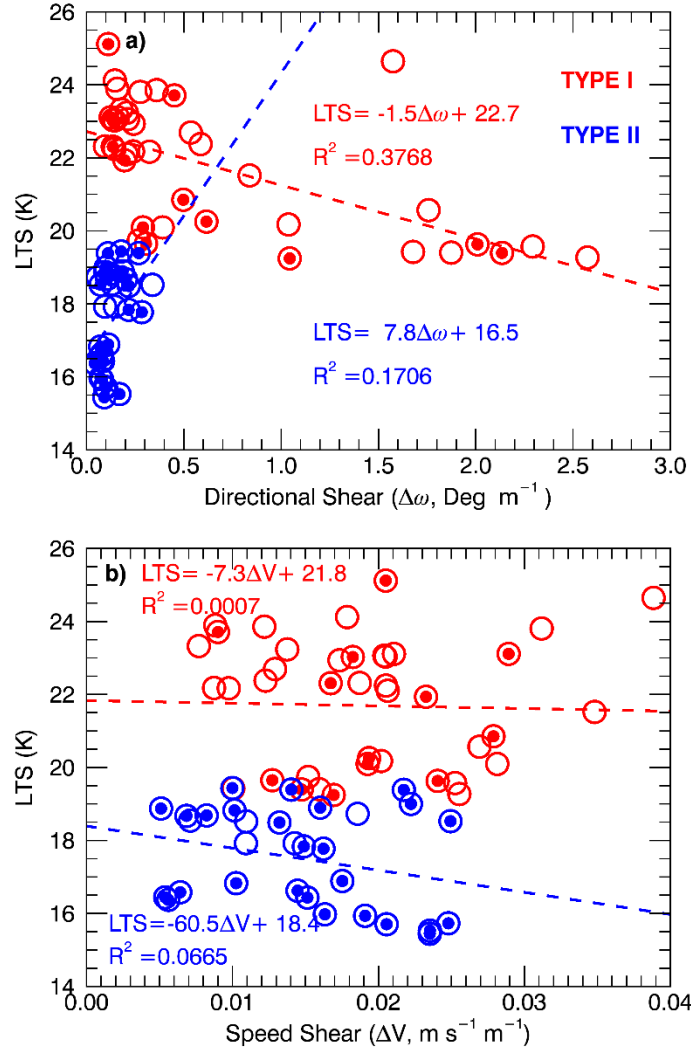 26
24
22
20
18
16
14
LTS (K)
a)
TYPE I
TYPE II
LTS= -1.5Δω+ 22.7
R² =0.3768
LTS= 7.8Δω+ 16.5
R² =0.1706
0.0 0.5 1.0 1.5 2.0 2.5 3.0
Directional Shear (Δω, Deg m⁻¹ )
26
24
22
20
18
16
14
LTS (K)
b)
LTS= -7.3ΔV+ 21.8
R² =0.0007
LTS=-60.5ΔV+ 18.4
R² =0.0665
0.00 0.01 0.02 0.03 0.04
Speed Shear (ΔV, m s⁻¹ m⁻¹)